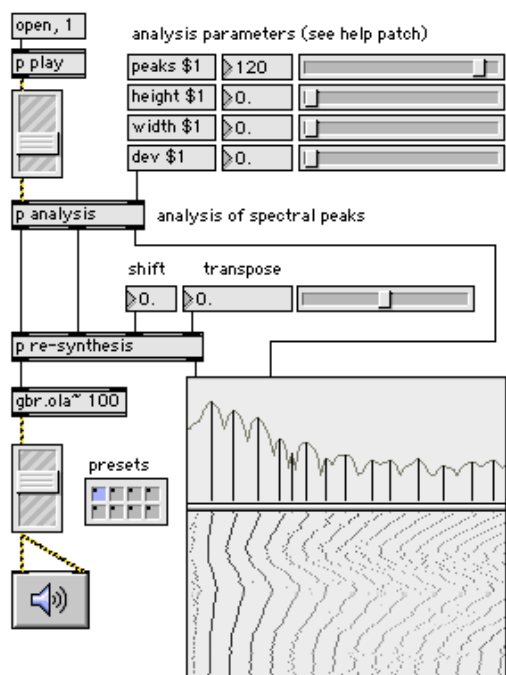 open, 1
analysis parameters (see help patch)
p play
peaks $1 120
height $1 0.
width $1 0.
dev $1 0.
p analysis
analysis of spectral peaks
shift transpose
0. 0.
p re-synthesis
gbr.ola~ 100
presets